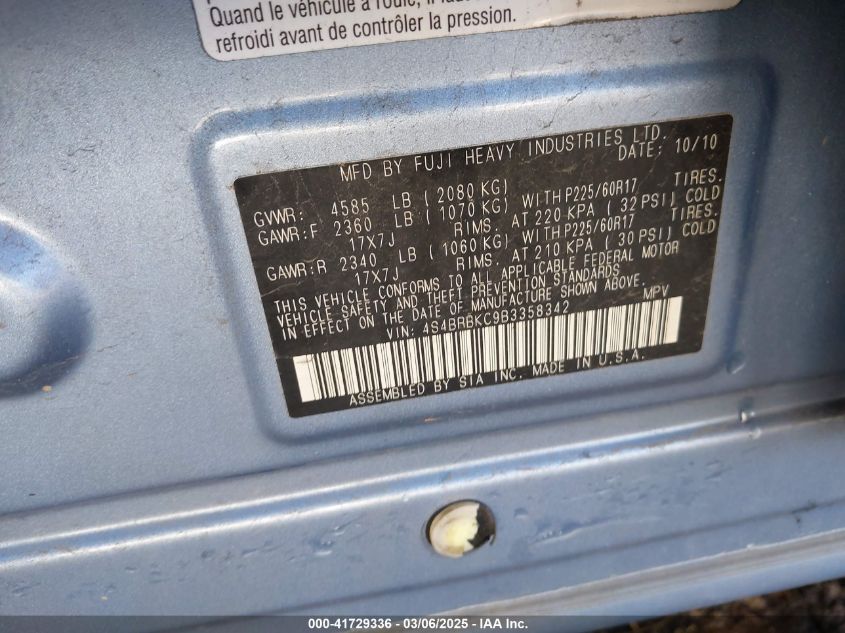 Quand le véhicule a roulé, il
refroidi avant de contrôler la pression.
MFD BY FUJI HEAVY INDUSTRIES LTD.
DATE: 10/10
GVWR: 4585 LB ( 2080 KG)
GAWR:F 2360 LB ( 1070 KG) WITH P225/60R17 TIRES.
17X7J RIMS. AT 220 KPA ( 32 PSI) COLD
GAWR:R 2340 LB ( 1060 KG) WITH P225/60R17 TIRES.
17X7J RIMS. AT 210 KPA ( 30 PSI) COLD
THIS VEHICLE CONFORMS TO ALL APPLICABLE FEDERAL MOTOR
VEHICLE SAFETY AND THEFT PREVENTION STANDARDS
IN EFFECT ON THE DATE OF MANUFACTURE SHOWN ABOVE.
VIN: 4S4BRBKC9B3358342 MPV
ASSEMBLED BY SIA INC. MADE IN U.S.A.
000-41729336 - 03/06/2025 - IAA Inc.